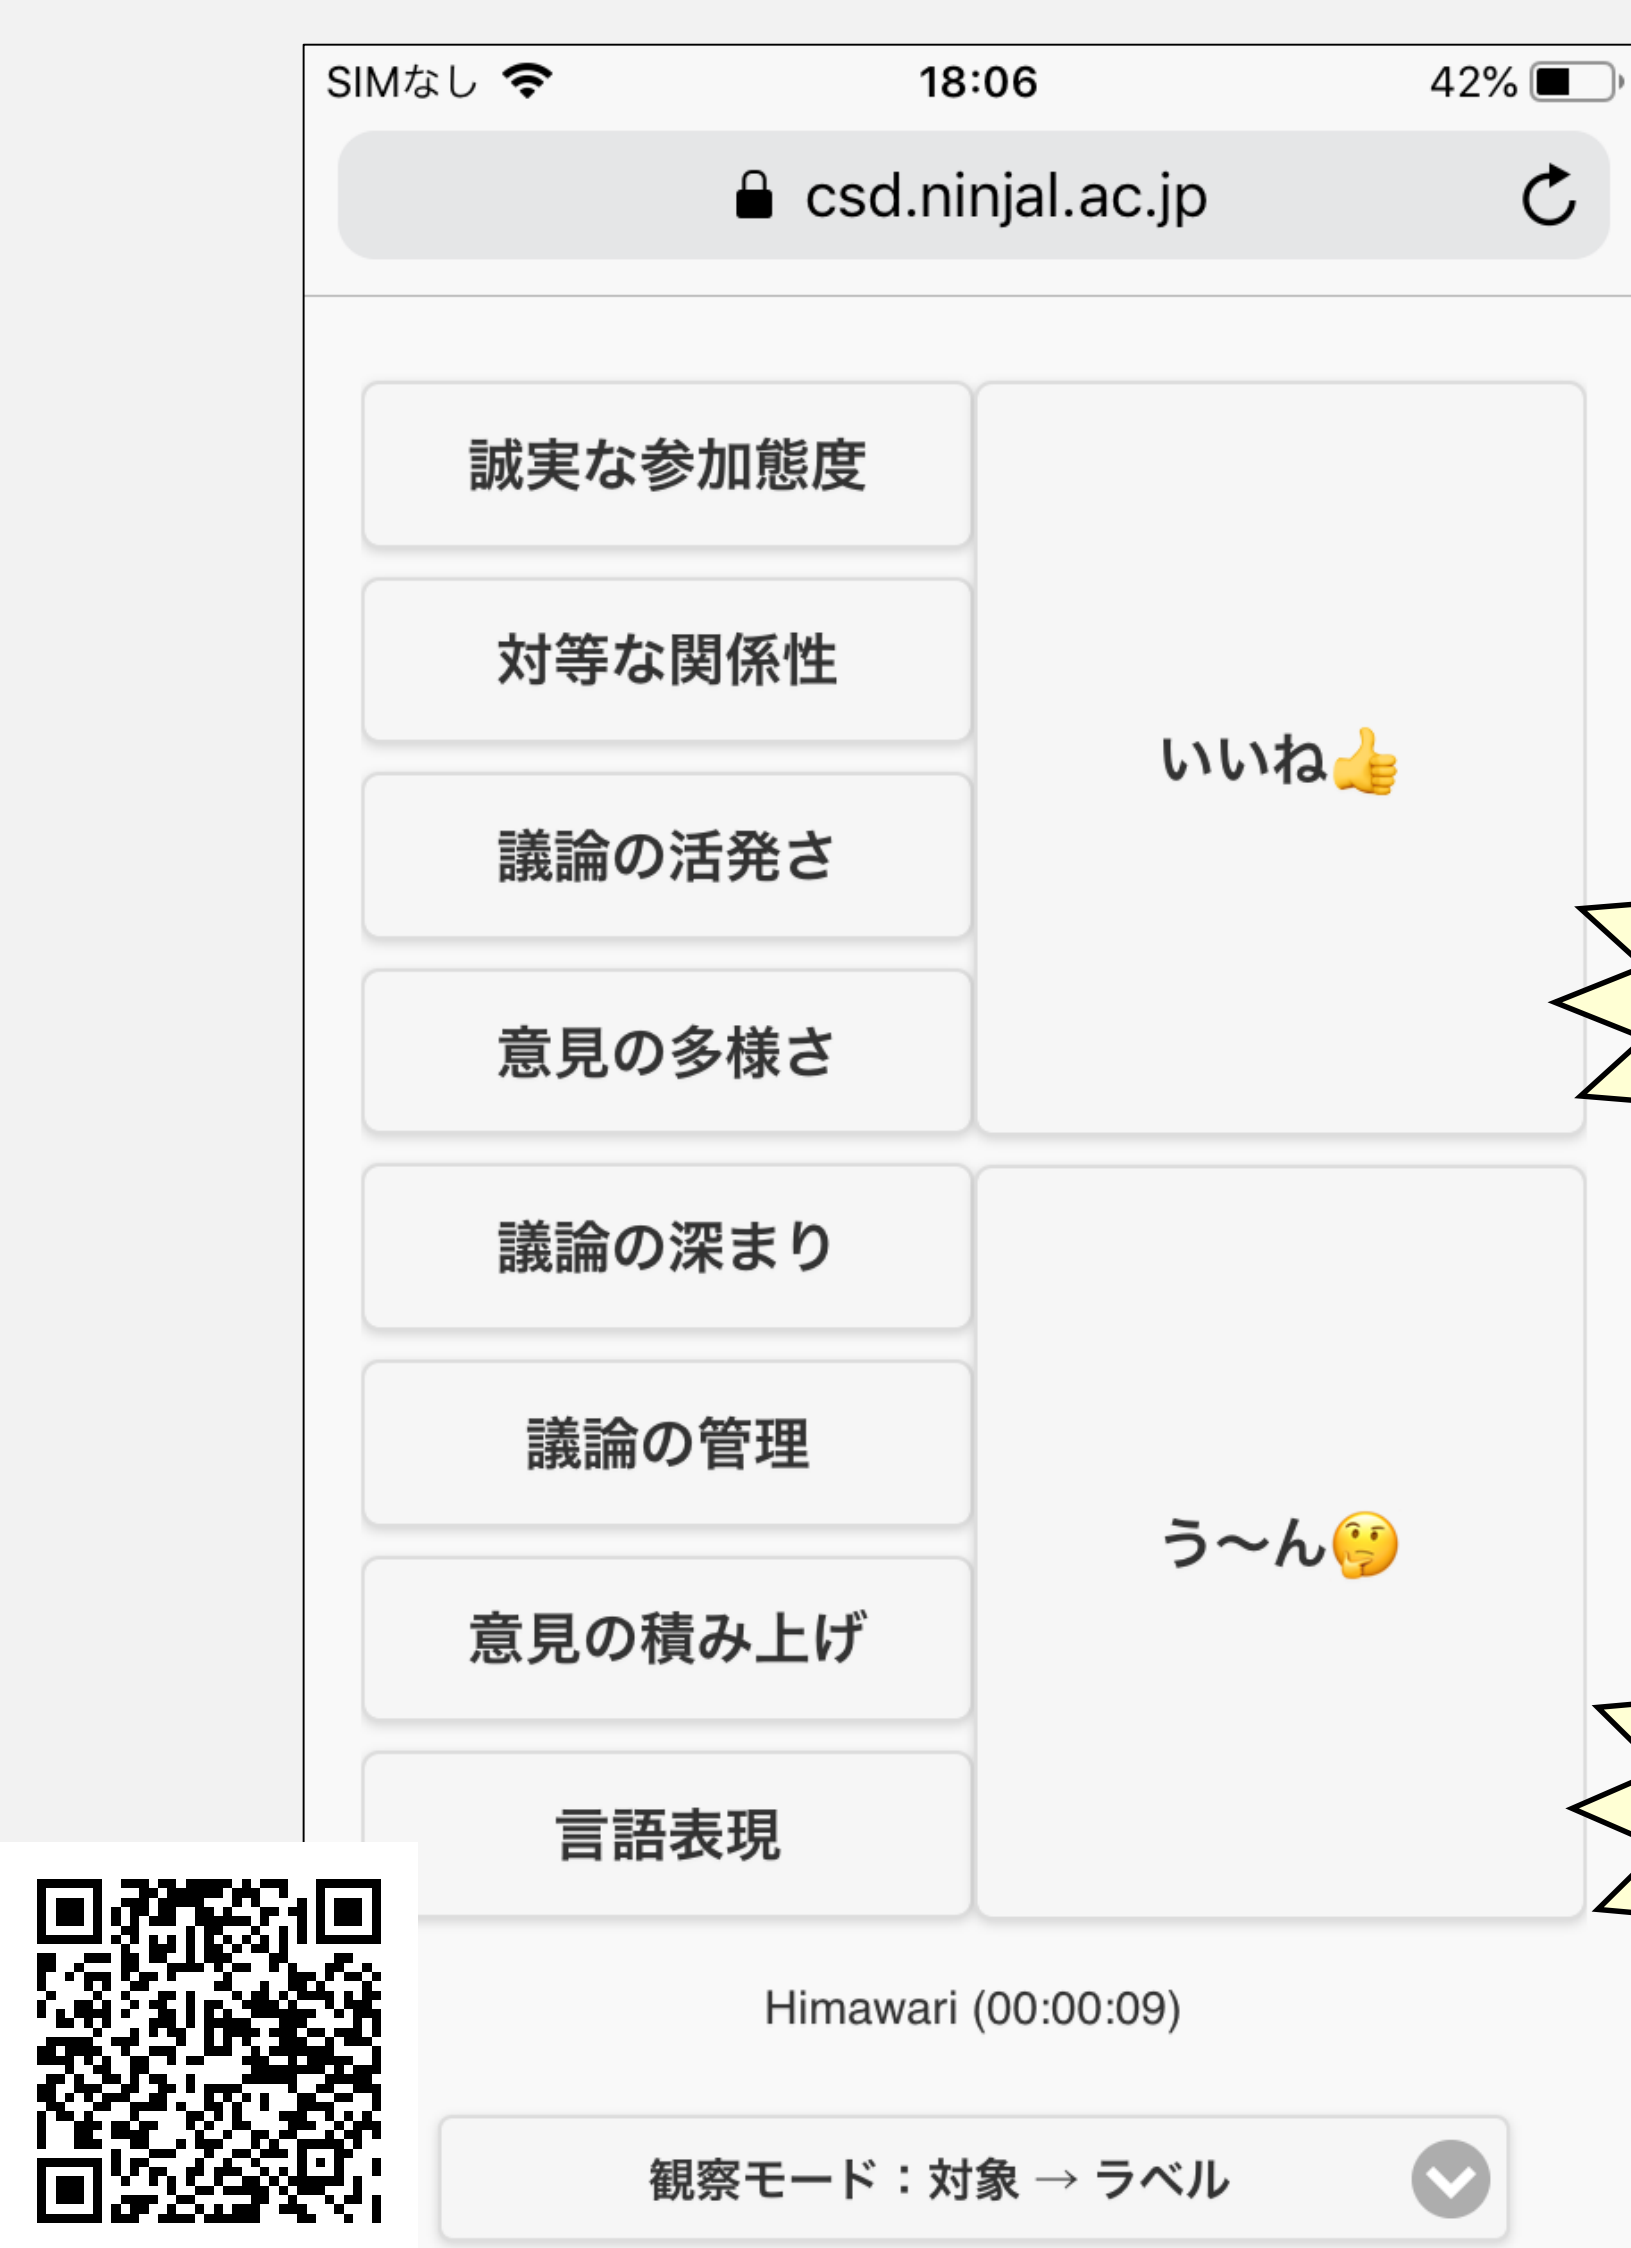 SIMなし 18:06 42%
csd.ninjal.ac.jp
誠実な参加態度
対等な関係性
議論の活発さ
意見の多様さ
議論の深まり
議論の管理
意見の積み上げ
言語表現
いいね👍
う〜ん🤔
Himawari (00:00:09)
観察モード：対象 → ラベル